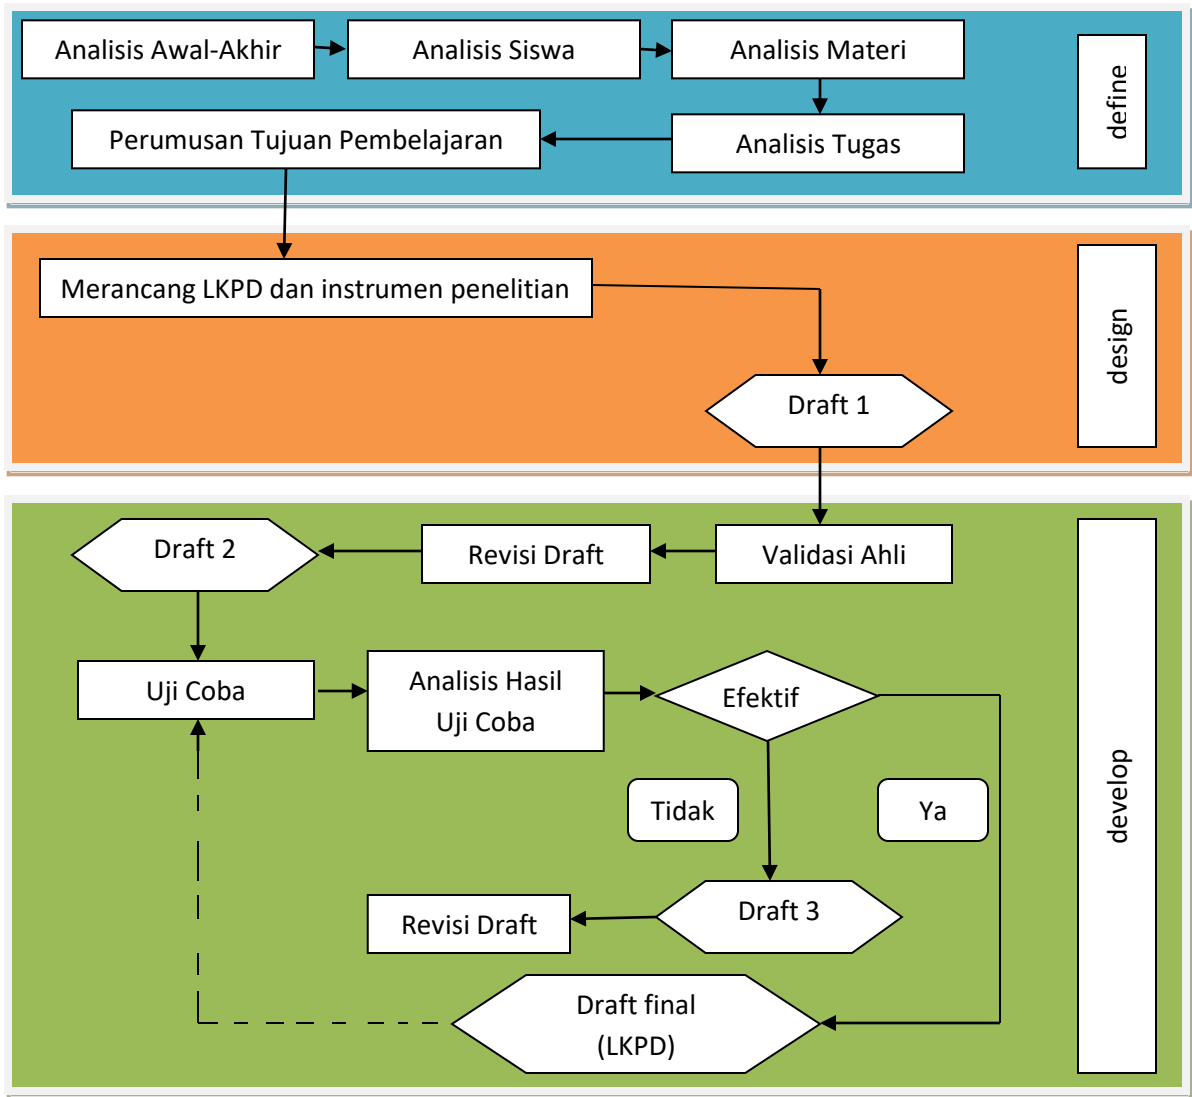 Analisis Awal-Akhir
Analisis Siswa
Analisis Materi
define
Perumusan Tujuan Pembelajaran
Analisis Tugas
Merancang LKPD dan instrumen penelitian
design
Draft 1
Draft 2
Revisi Draft
Validasi Ahli
Uji Coba
Analisis Hasil
Uji Coba
Efektif
develop
Tidak
Ya
Revisi Draft
Draft 3
Draft final
(LKPD)